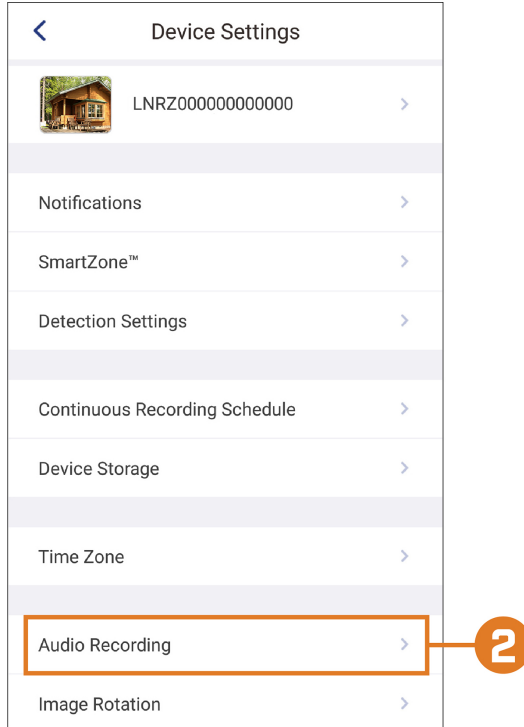 Device Settings
LNRZ000000000000
Notifications
SmartZone™
Detection Settings
Continuous Recording Schedule
Device Storage
Time Zone
Audio Recording
2
Image Rotation